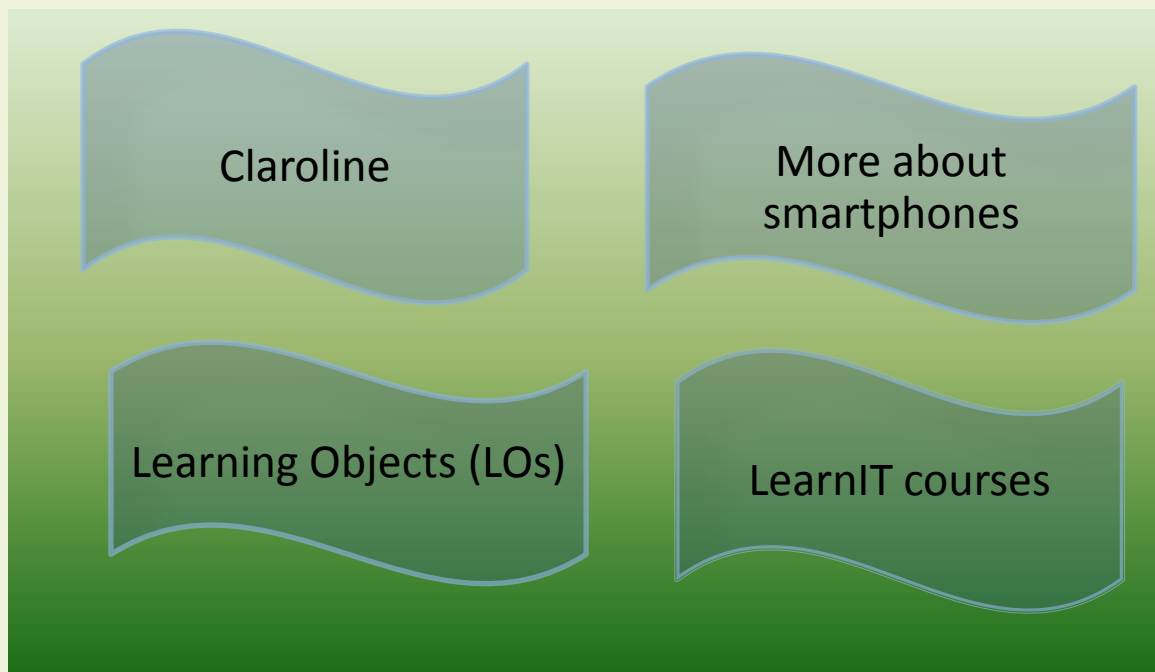 Claroline
More about
smartphones
Learning Objects (LOs)
LearnIT courses